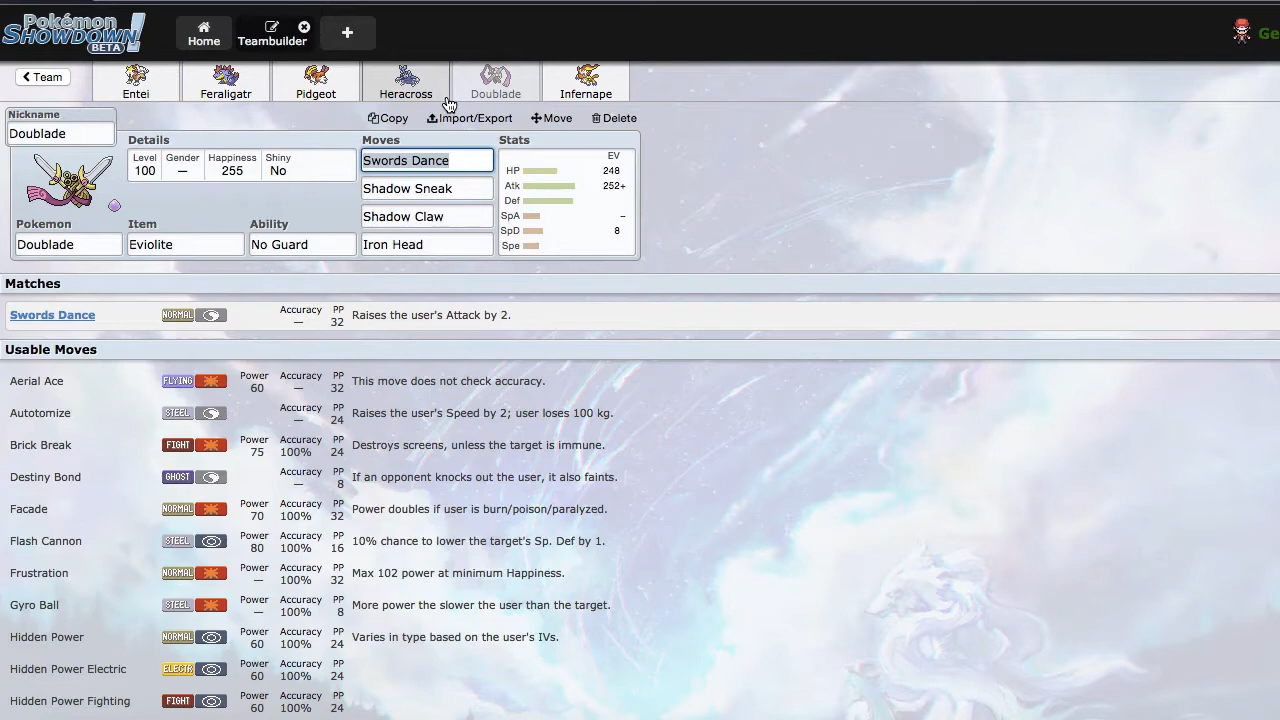 Pokémon
SHOWDOWN!
BETA
Home
Teambuilder
+
Ge
Team
Entei
Feraligatr
Pidgeot
Heracross
Doublade
Infernape
Copy
Import/Export
Move
Delete
Nickname
Doublade
Details
Level
100
Gender
—
Happiness
255
Shiny
No
Pokemon
Doublade
Item
Eviolite
Ability
No Guard
Moves
Swords Dance
Shadow Sneak
Shadow Claw
Iron Head
Stats
EV
HP 248
Atk 252+
Def
SpA –
SpD 8
Spe
Matches
Swords Dance NORMAL Accuracy — PP 32 Raises the user's Attack by 2.
Usable Moves
Aerial Ace FLYING Power 60 Accuracy — PP 32 This move does not check accuracy.
Autotomize STEEL Accuracy — PP 24 Raises the user's Speed by 2; user loses 100 kg.
Brick Break FIGHT Power 75 Accuracy 100% PP 24 Destroys screens, unless the target is immune.
Destiny Bond GHOST Accuracy — PP 8 If an opponent knocks out the user, it also faints.
Facade NORMAL Power 70 Accuracy 100% PP 32 Power doubles if user is burn/poison/paralyzed.
Flash Cannon STEEL Power 80 Accuracy 100% PP 16 10% chance to lower the target's Sp. Def by 1.
Frustration NORMAL Power — Accuracy 100% PP 32 Max 102 power at minimum Happiness.
Gyro Ball STEEL Power — Accuracy 100% PP 8 More power the slower the user than the target.
Hidden Power NORMAL Power 60 Accuracy 100% PP 24 Varies in type based on the user's IVs.
Hidden Power Electric ELECTR Power 60 Accuracy 100% PP 24
Hidden Power Fighting FIGHT Power 60 Accuracy 100% PP 24